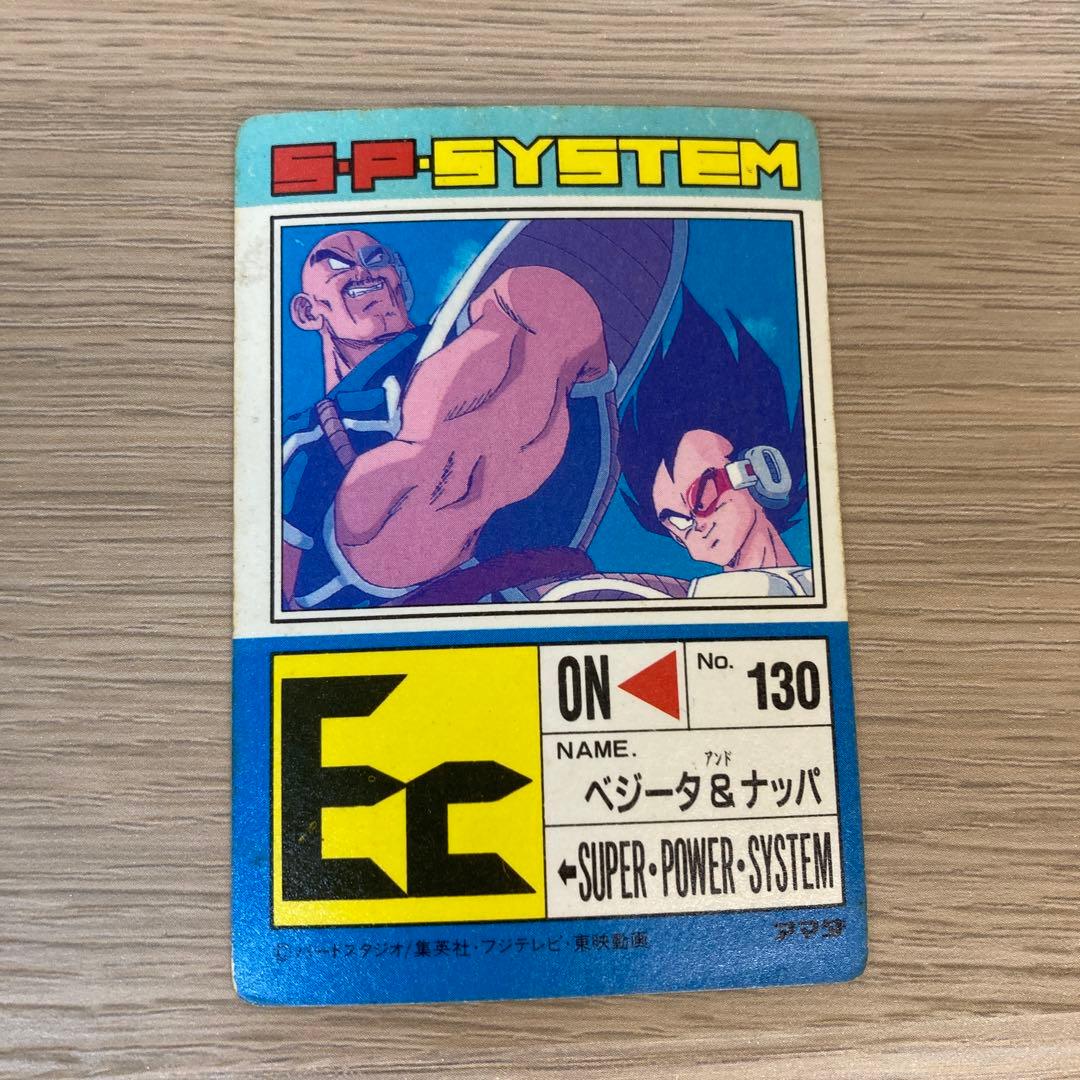 S·P·SYSTEM
Ec
ON
No. 130
NAME.
アンド
ベジータ&ナッパ
SUPER·POWER·SYSTEM
アマダ
©バードスタジオ/集英社・フジテレビ・東映動画